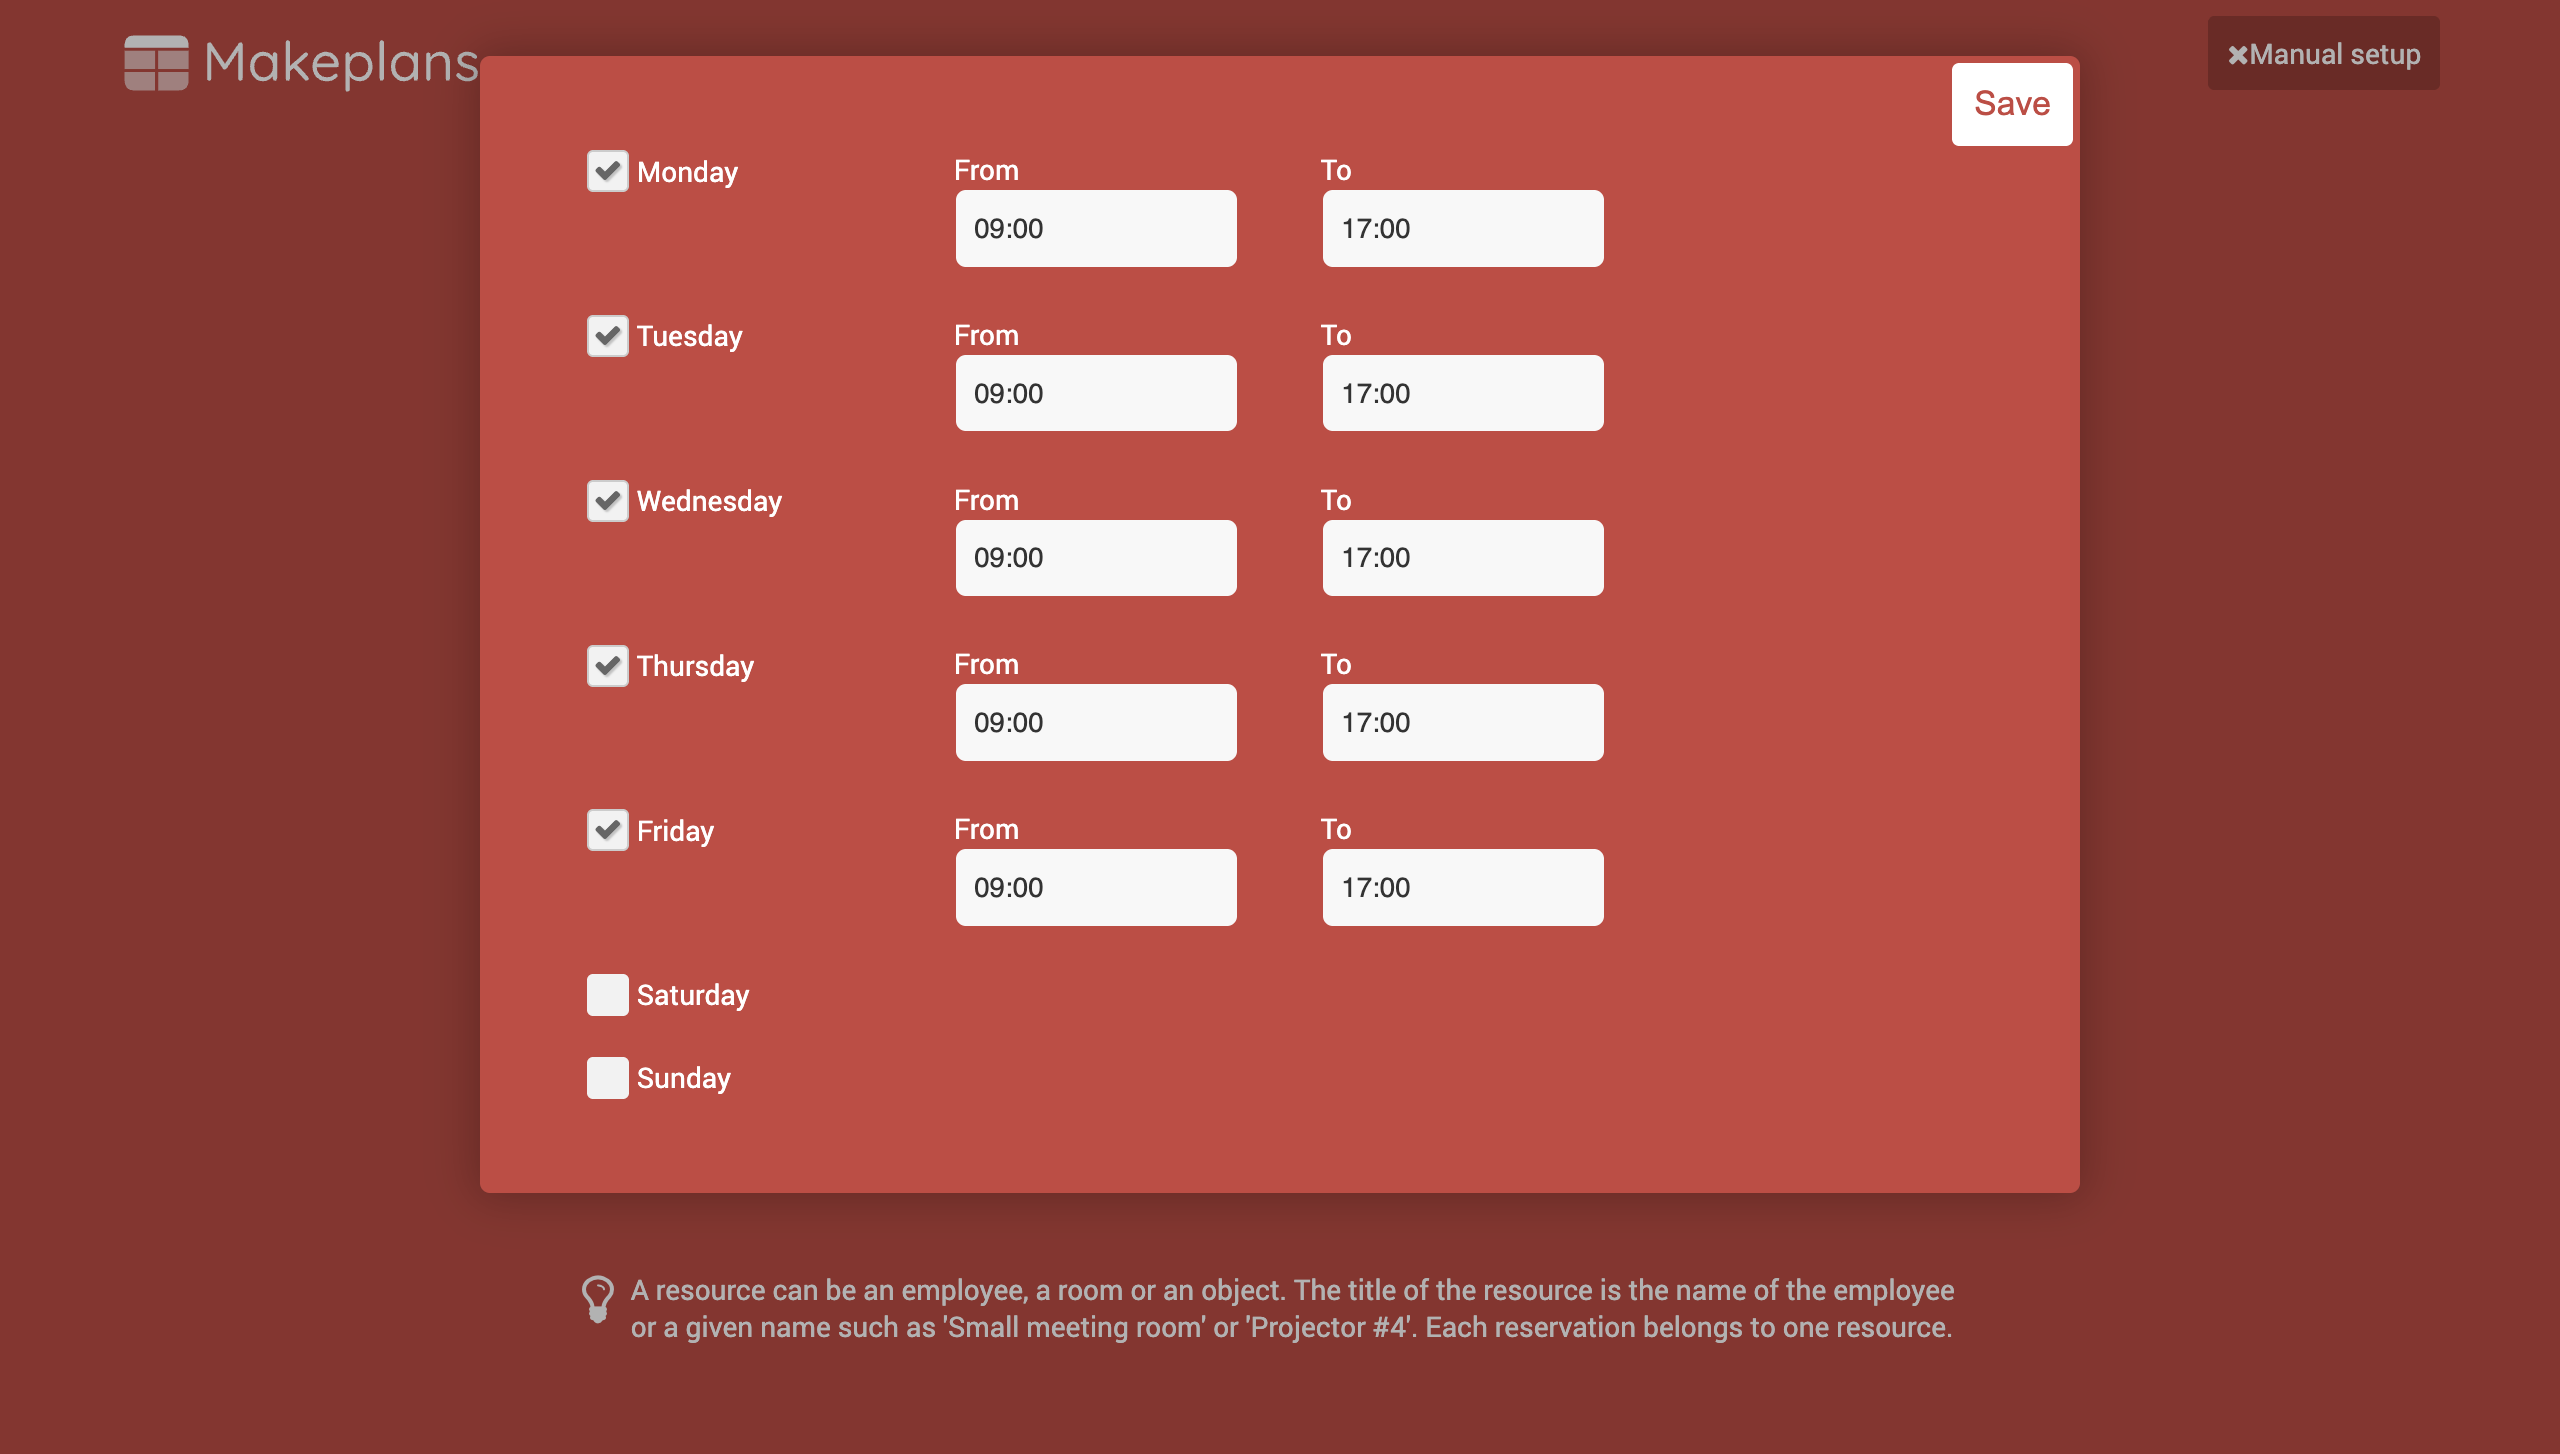 Makeplans
Manual setup
Save
Monday From To
09:00 17:00
Tuesday From To
09:00 17:00
Wednesday From To
09:00 17:00
Thursday From To
09:00 17:00
Friday From To
09:00 17:00
Saturday
Sunday
A resource can be an employee, a room or an object. The title of the resource is the name of the employee
or a given name such as 'Small meeting room' or 'Projector #4'. Each reservation belongs to one resource.